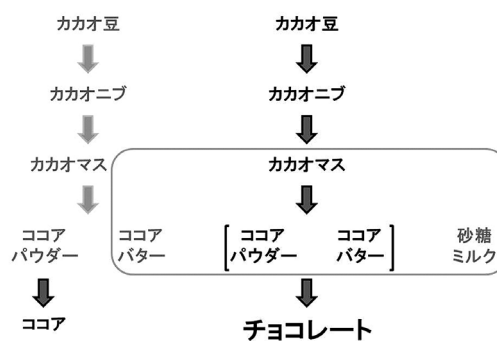 カカオ豆 カカオ豆
カカオニブ カカオニブ
カカオマス カカオマス
ココア ココア [ココア ココア] 砂糖
パウダー バター パウダー バター ミルク
ココア チョコレート